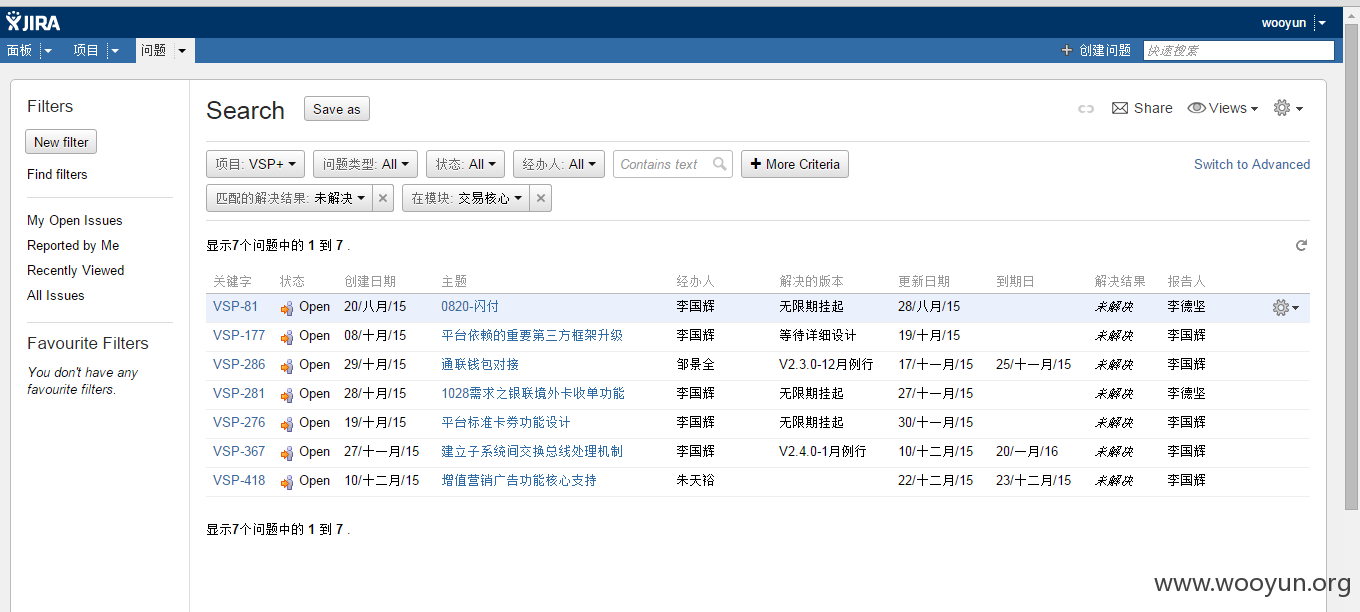 JIRA wooyun
面板 项目 问题 创建问题 快速搜索
Filters
New filter
Find filters
My Open Issues
Reported by Me
Recently Viewed
All Issues
Favourite Filters
You don't have any
favourite filters.
Search Save as Share Views
项目: VSP+ 问题类型: All 状态: All 经办人: All Contains text + More Criteria Switch to Advanced
匹配的解决结果: 未解决 在模块: 交易核心
显示7个问题中的 1 到 7 .
关键字 状态 创建日期 主题 经办人 解决的版本 更新日期 到期日 解决结果 报告人
VSP-81 Open 20/八月/15 0820-闪付 李国辉 无限期挂起 28/八月/15 未解决 李德坚
VSP-177 Open 08/十月/15 平台依赖的重要第三方框架升级 李国辉 等待详细设计 19/十月/15 未解决 李国辉
VSP-286 Open 29/十月/15 通联钱包对接 邹景全 V2.3.0-12月例行 17/十一月/15 25/十一月/15 未解决 李国辉
VSP-281 Open 28/十月/15 1028需求之银联境外卡收单功能 李国辉 无限期挂起 27/十一月/15 未解决 李德坚
VSP-276 Open 19/十月/15 平台标准卡券功能设计 李国辉 无限期挂起 30/十一月/15 未解决 李国辉
VSP-367 Open 27/十一月/15 建立子系统间交换总线处理机制 李国辉 V2.4.0-1月例行 10/十二月/15 20/一月/16 未解决 李国辉
VSP-418 Open 10/十二月/15 增值营销广告功能核心支持 朱天裕 22/十二月/15 23/十二月/15 未解决 李国辉
显示7个问题中的 1 到 7 .
www.wooyun.org